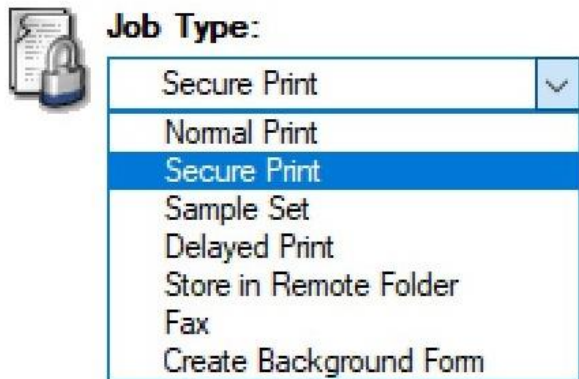 Job Type:
Secure Print
Normal Print
Secure Print
Sample Set
Delayed Print
Store in Remote Folder
Fax
Create Background Form